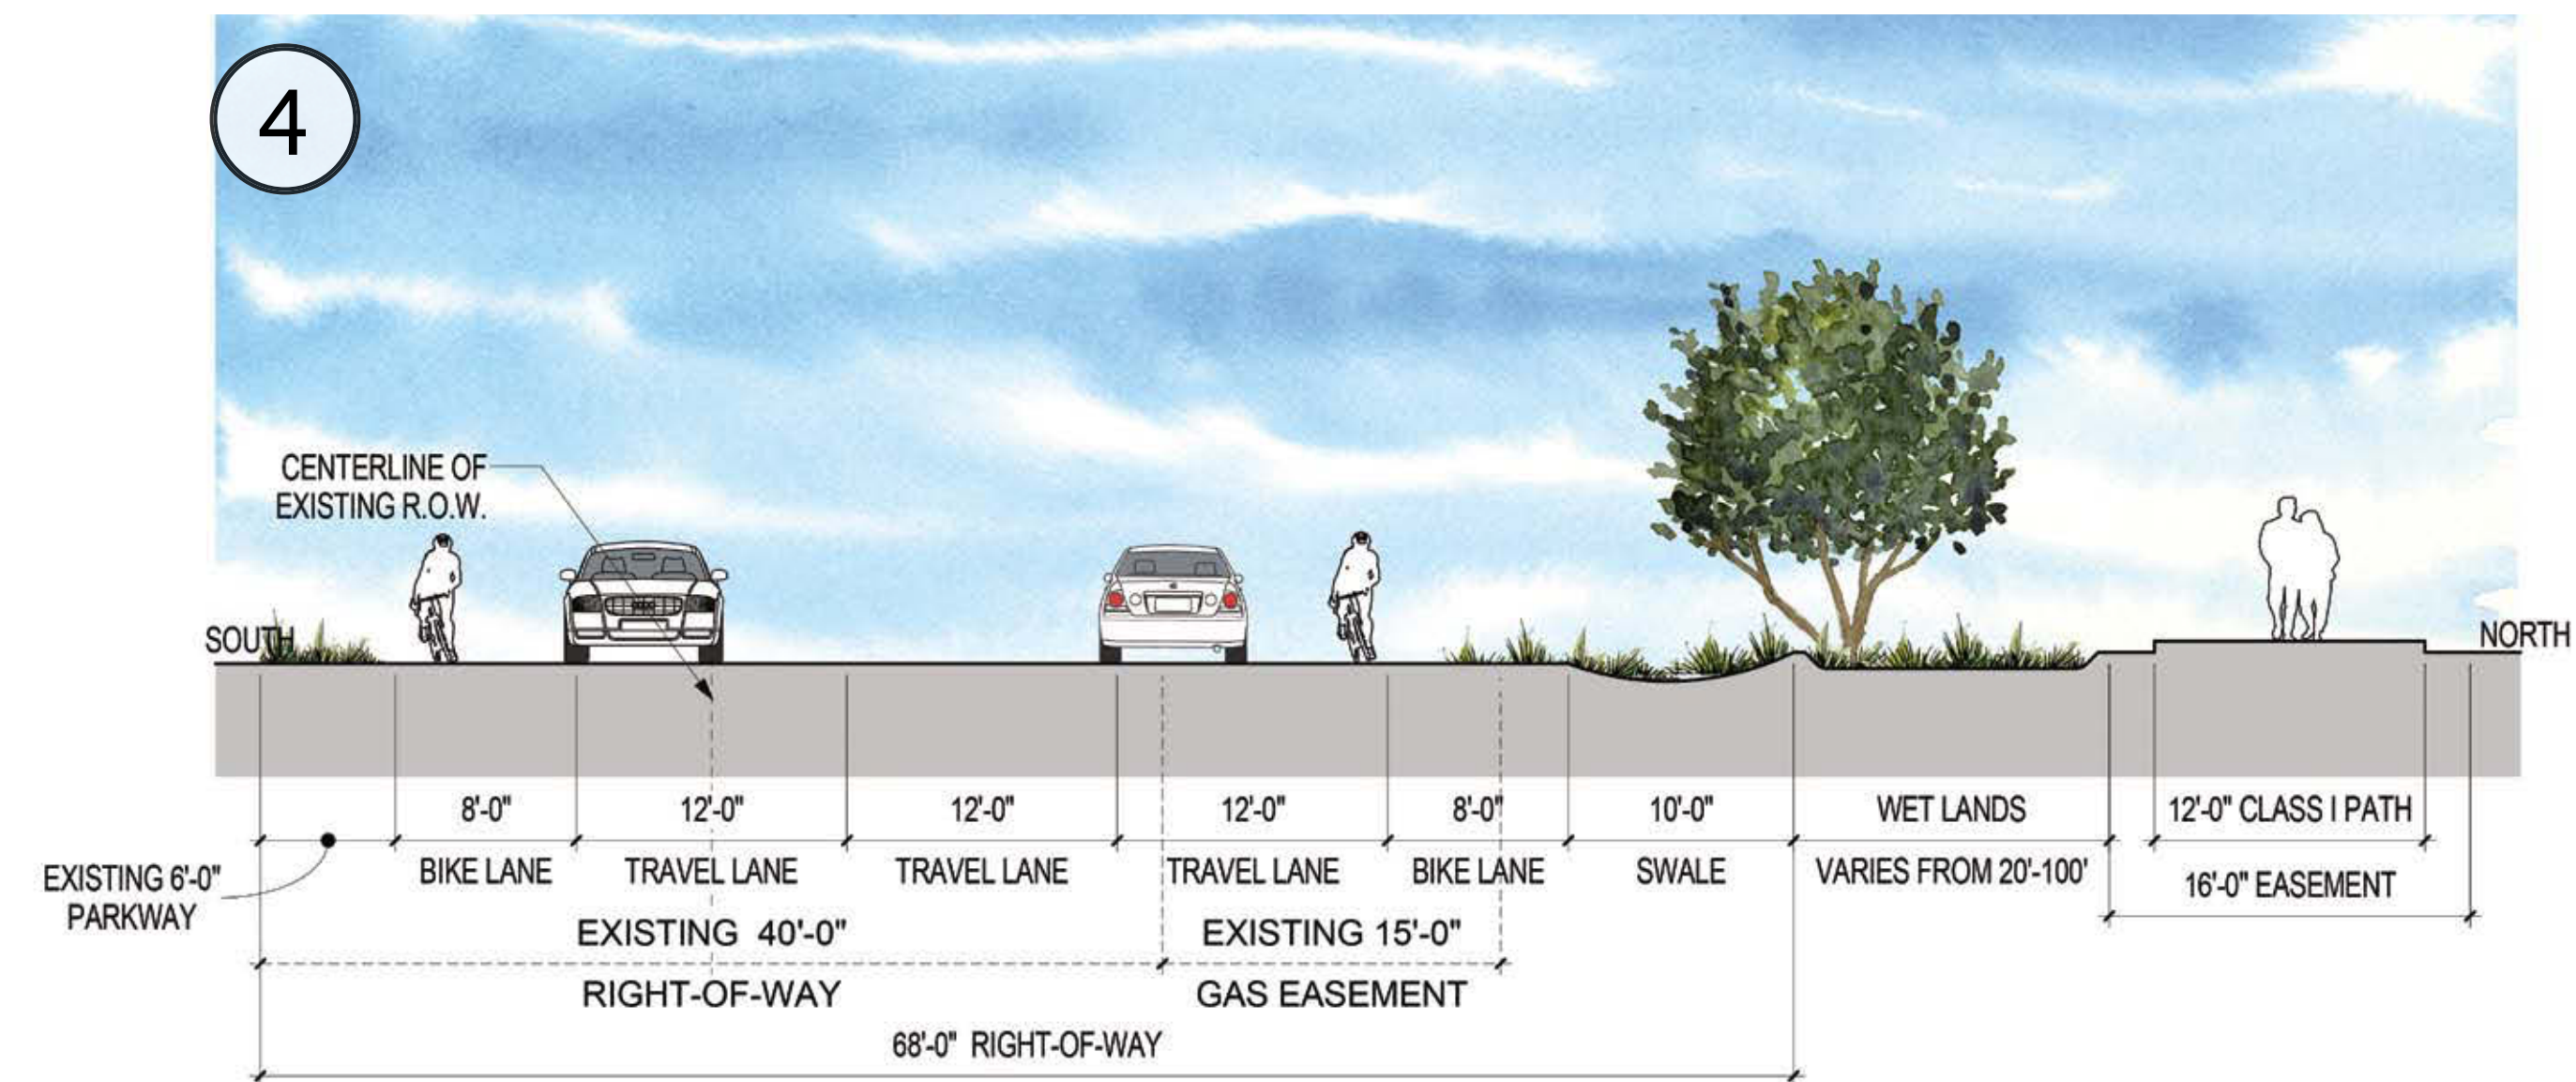 4
CENTERLINE OF
EXISTING R.O.W.
SOUTH
NORTH
8'-0"
12'-0"
12'-0"
12'-0"
8'-0"
10'-0"
WET LANDS
12'-0" CLASS I PATH
EXISTING 6'-0"
PARKWAY
BIKE LANE
TRAVEL LANE
TRAVEL LANE
TRAVEL LANE
BIKE LANE
SWALE
VARIES FROM 20'-100'
16'-0" EASEMENT
EXISTING 40'-0"
RIGHT-OF-WAY
EXISTING 15'-0"
GAS EASEMENT
68'-0" RIGHT-OF-WAY